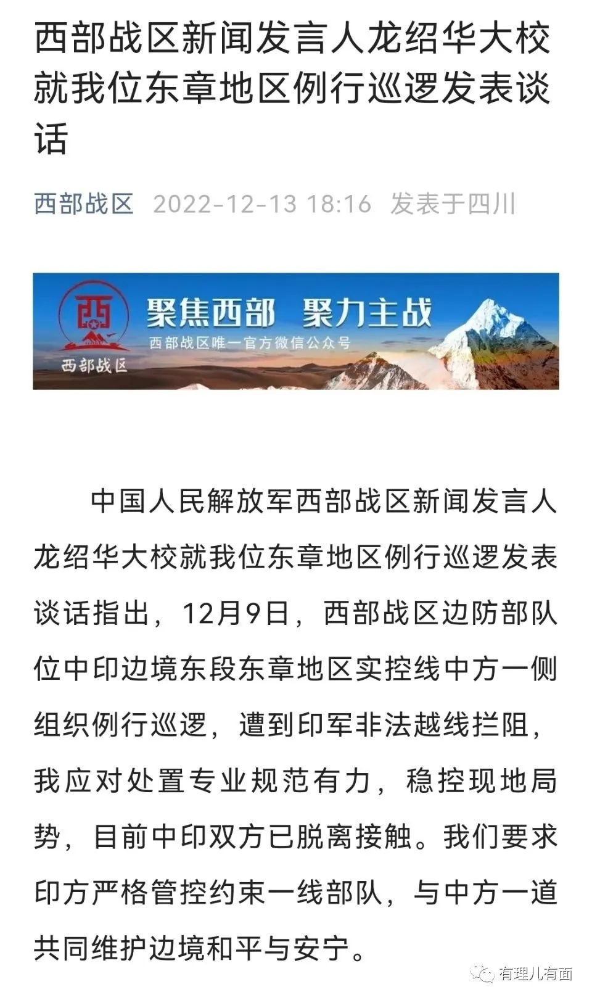 西部战区新闻发言人龙绍华大校
就我位东章地区例行巡逻发表谈
话
西部战区 2022-12-13 18:16 发表于四川
西
西部战区
聚焦西部 聚力主战
西部战区唯一官方微信公众号
中国人民解放军西部战区新闻发言人
龙绍华大校就我位东章地区例行巡逻发表
谈话指出，12月9日，西部战区边防部队
位中印边境东段东章地区实控线中方一侧
组织例行巡逻，遭到印军非法越线拦阻，
我应对处置专业规范有力，稳控现地局
势，目前中印双方已脱离接触。我们要求
印方严格管控约束一线部队，与中方一道
共同维护边境和平与安宁。
有理儿有面